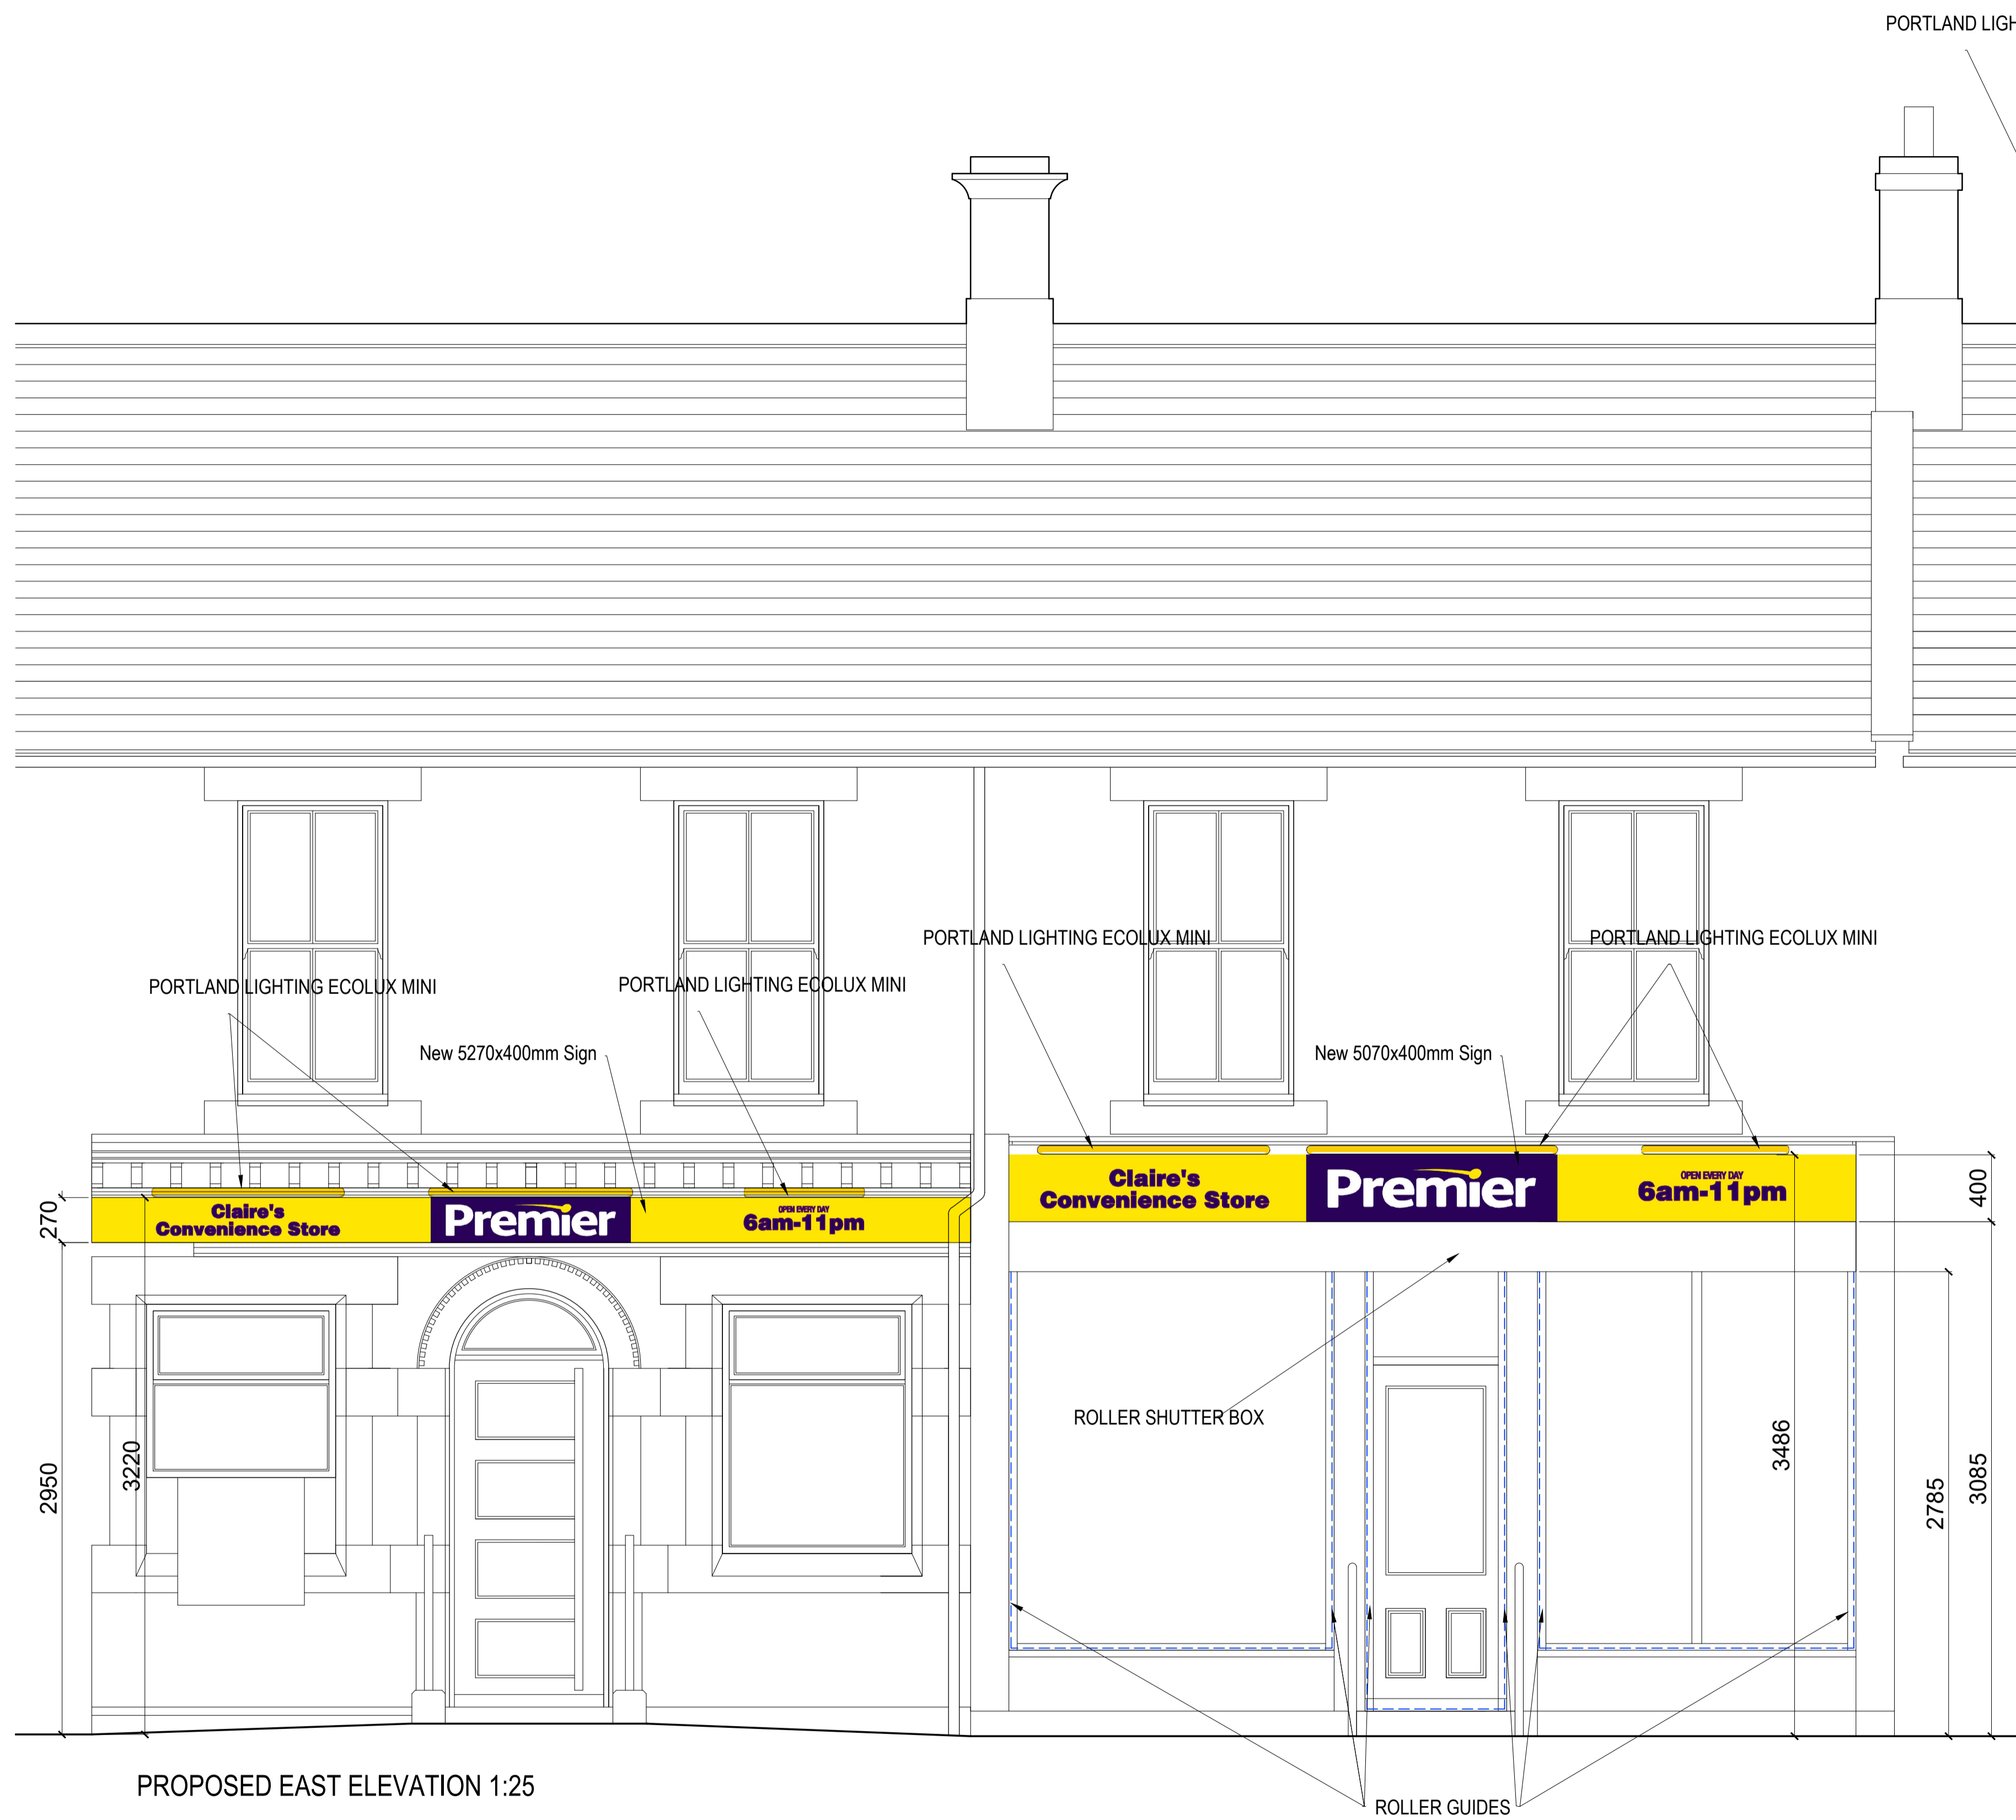 PORTLAND LIGH
PORTLAND LIGHTING ECOLUX MINI
PORTLAND LIGHTING ECOLUX MINI
PORTLAND LIGHTING ECOLUX MINI
PORTLAND LIGHTING ECOLUX MINI
New 5270x400mm Sign
New 5070x400mm Sign
Claire's
Convenience Store
Premier
OPEN EVERY DAY
6am-11pm
400
270
Claire's
Convenience Store
Premier
OPEN EVERY DAY
6am-11pm
ROLLER SHUTTER BOX
2950
3220
3486
2785
3085
PROPOSED EAST ELEVATION 1:25
ROLLER GUIDES